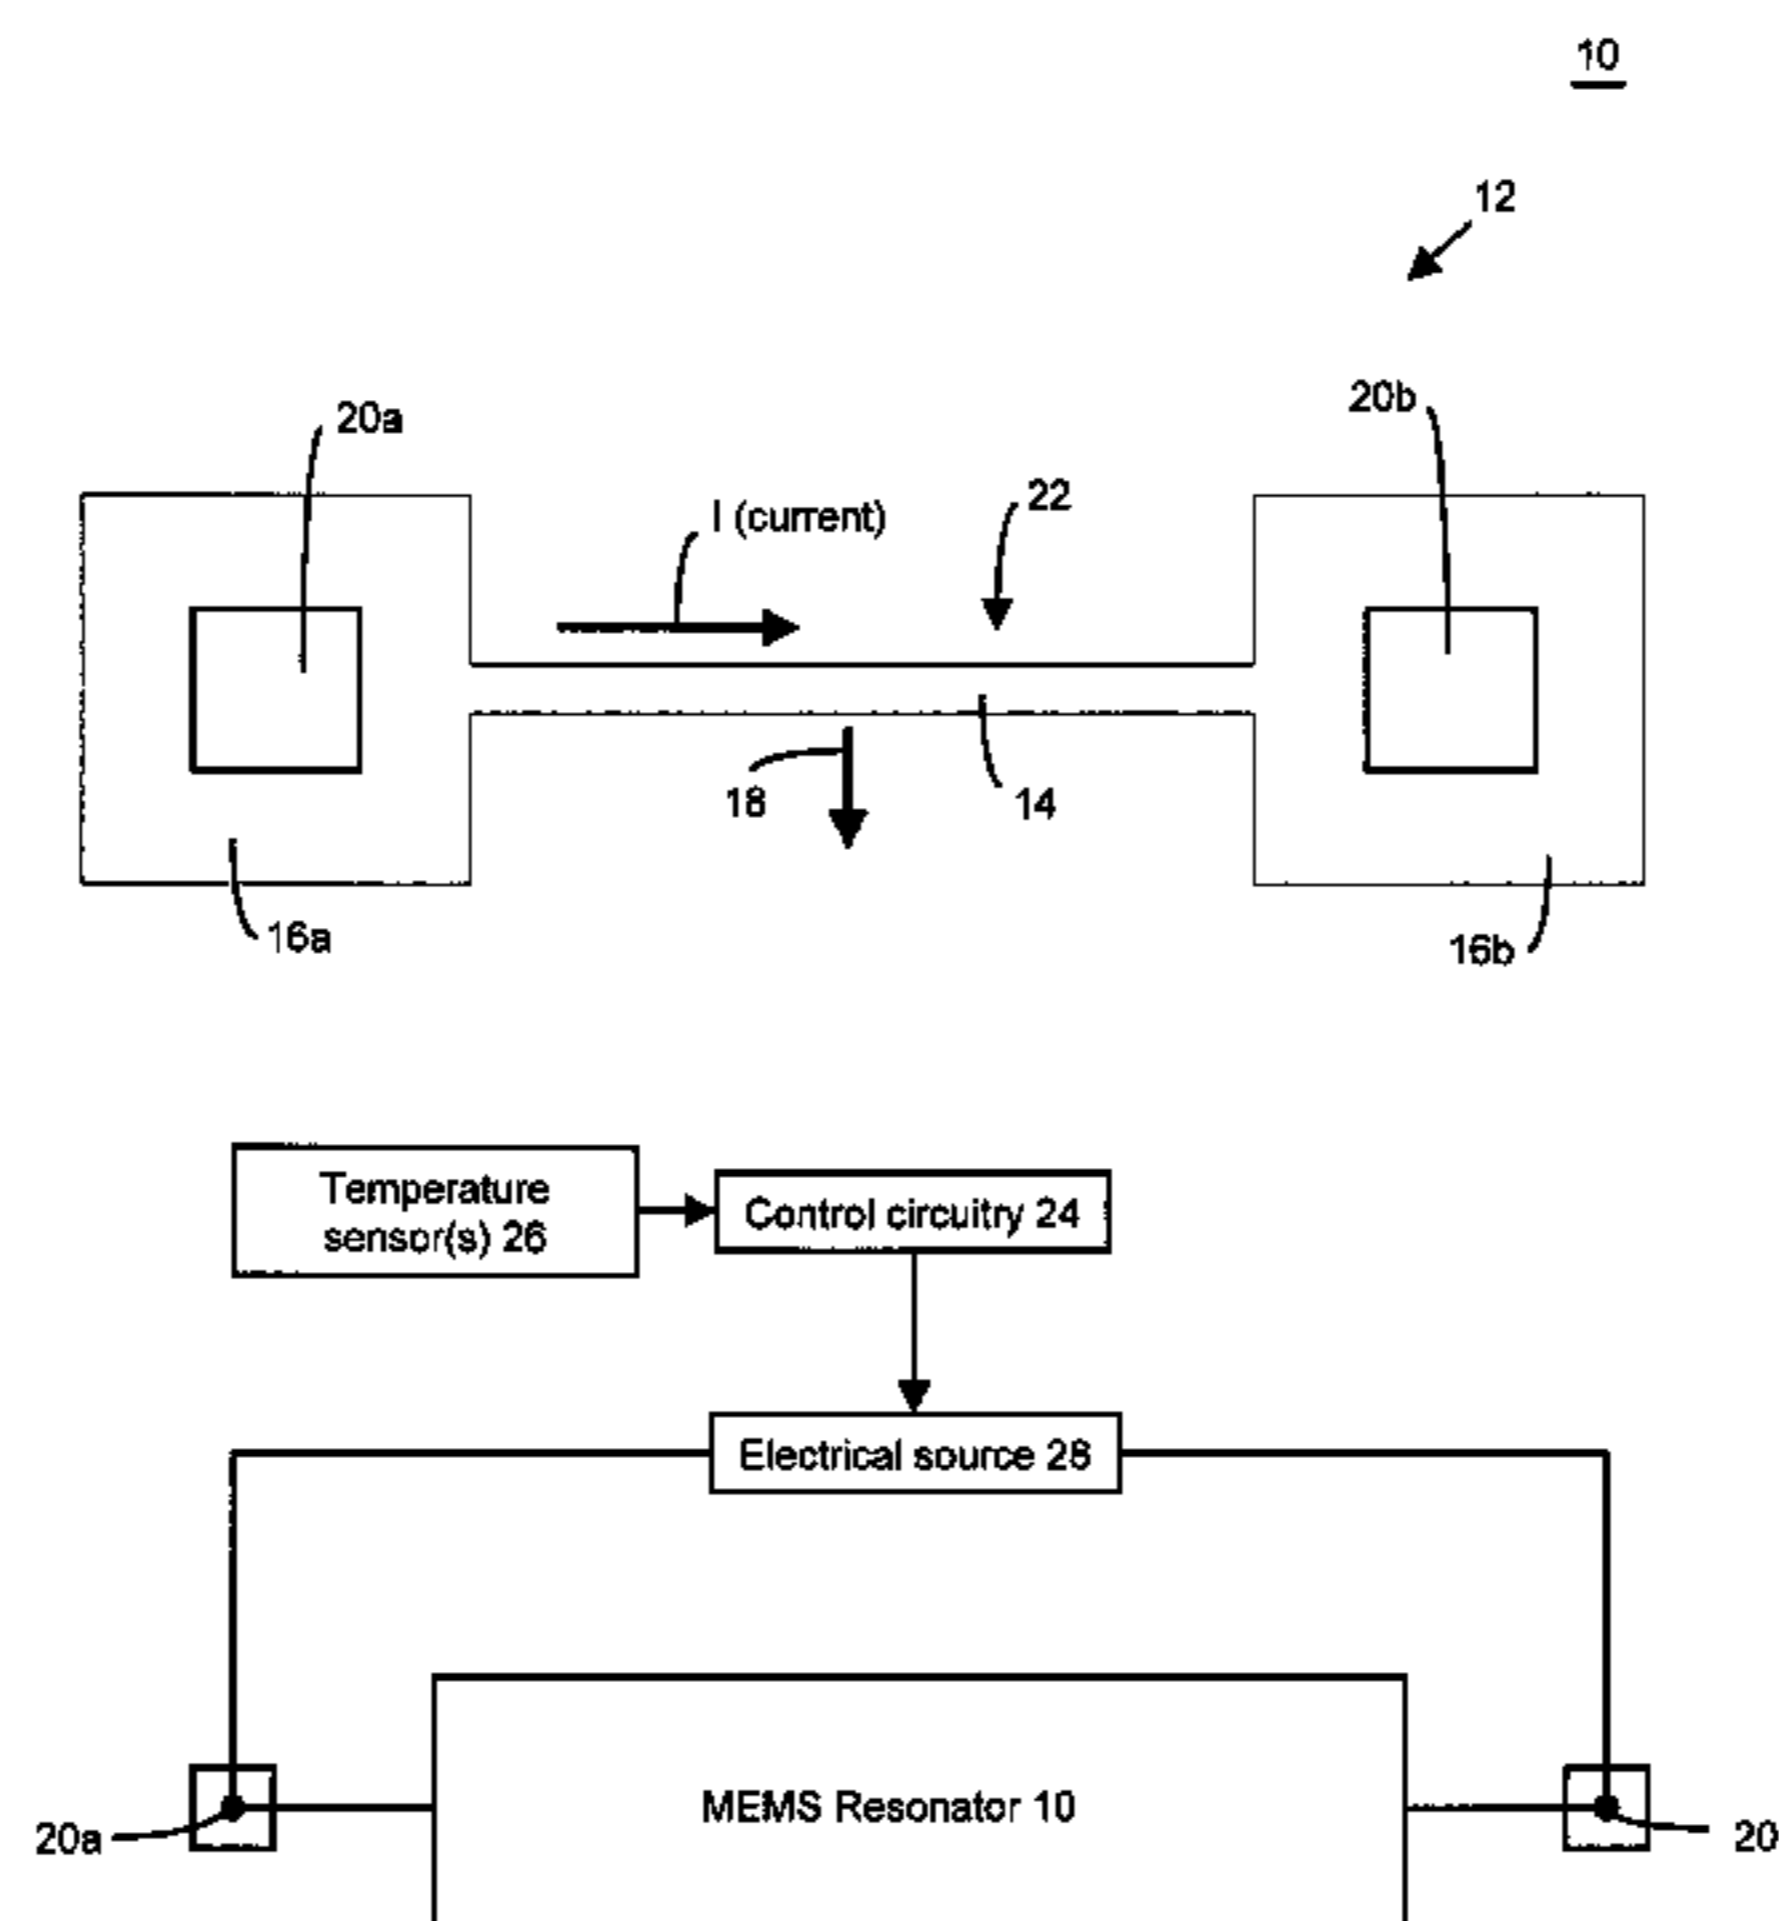 10
12
20a
20b
I (current)
22
18
14
16a
16b
Temperature
sensor(s) 26
Control circuitry 24
Electrical source 28
MEMS Resonator 10
20a
20